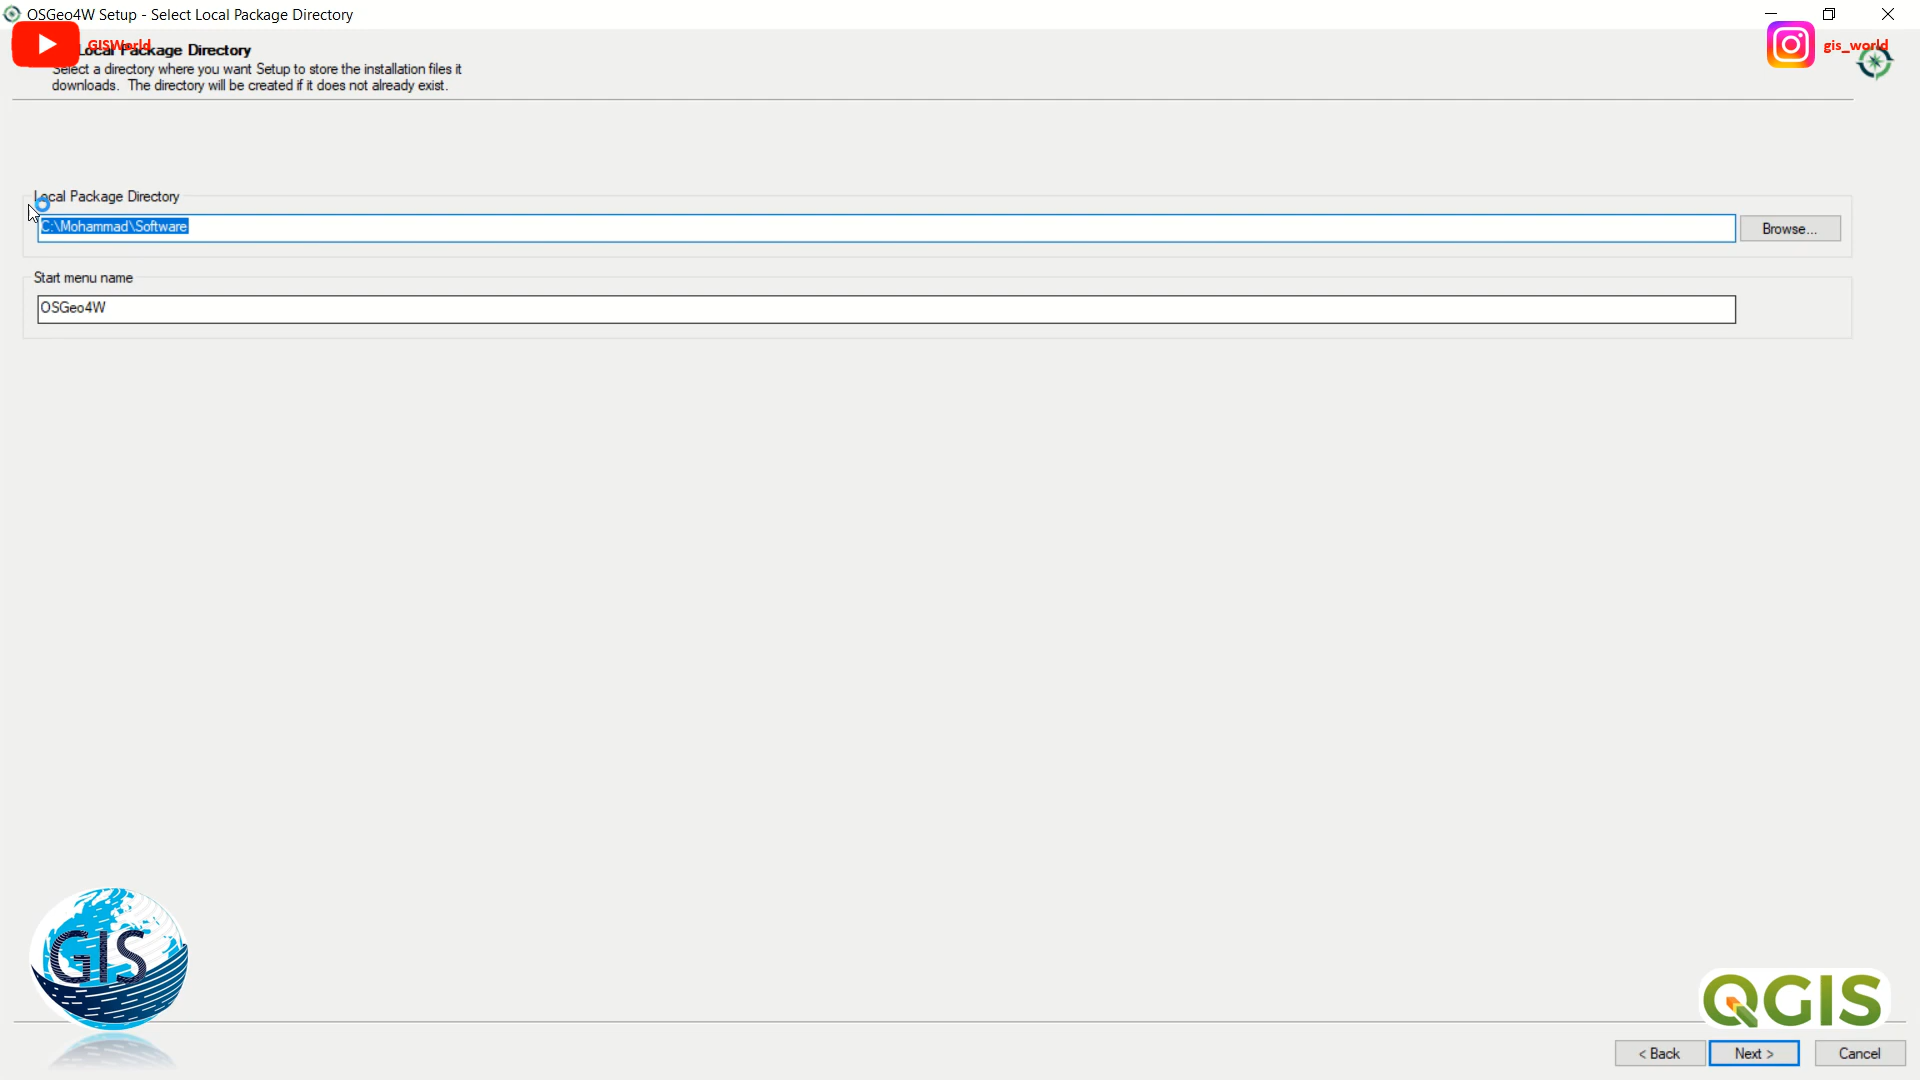 OSGeo4W Setup - Select Local Package Directory
GISWorld
Local Package Directory
gis_world
Select a directory where you want Setup to store the installation files it
downloads. The directory will be created if it does not already exist.
Local Package Directory
C:\Mohammad\Software
Browse...
Start menu name
OSGeo4W
GIS
QGIS
< Back
Next >
Cancel